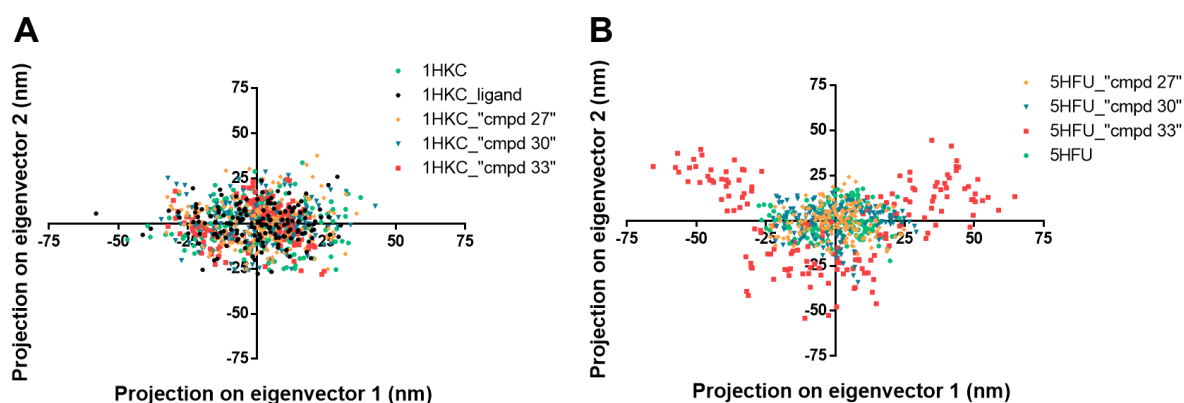 A
Projection on eigenvector 2 (nm)
75
50
25
-25
-50
-75
-75
-50
-25
25
50
75
Projection on eigenvector 1 (nm)
1HKC
1HKC_ligand
1HKC_"cmpd 27"
1HKC_"cmpd 30"
1HKC_"cmpd 33"
B
Projection on eigenvector 2 (nm)
75
50
25
-25
-50
-75
-75
-50
-25
25
50
75
Projection on eigenvector 1 (nm)
5HFU_"cmpd 27"
5HFU_"cmpd 30"
5HFU_"cmpd 33"
5HFU